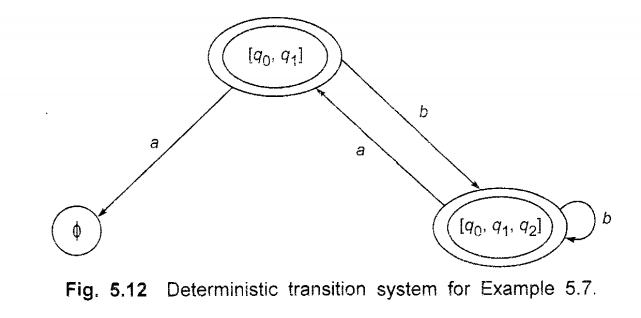 [q₀, q₁]
b
a
a
ϕ
[q₀, q₁, q₂]
b
Fig. 5.12 Deterministic transition system for Example 5.7.